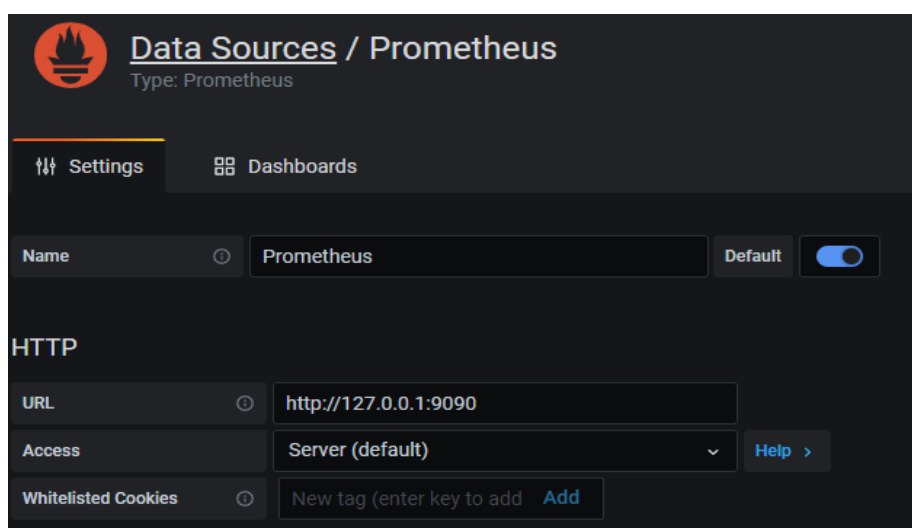 Data Sources / Prometheus
Type: Prometheus
Settings Dashboards
Name Prometheus Default
HTTP
URL http://127.0.0.1:9090
Access Server (default) Help >
Whitelisted Cookies New tag (enter key to add Add